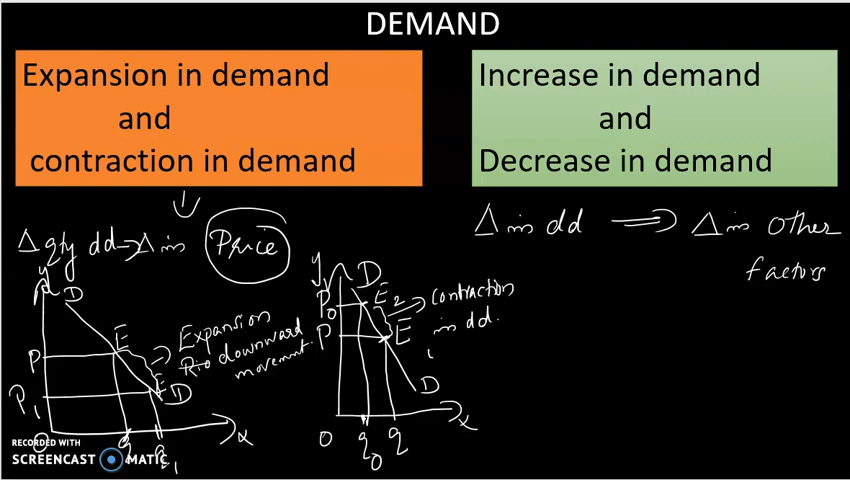 DEMAND
Expansion in demand
and
contraction in demand
Increase in demand
and
Decrease in demand
Δ qty dd → Δ in Price
Δ in dd ⇒ Δ in other
factors
y
D
E
P
P1
E
D
O
q
q1
x
Expansion
downward
movement.
y
D
P0
E2
P
E
D
O
q0
q
x
contraction
in dd.
RECORDED WITH
SCREENCAST MATIC